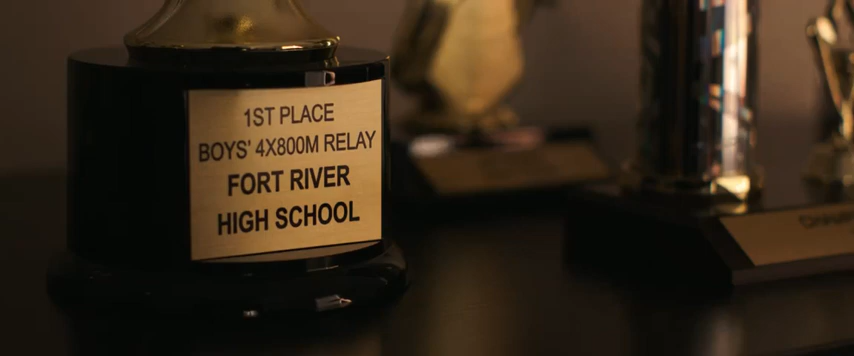 1ST PLACE
BOYS' 4X800M RELAY
FORT RIVER
HIGH SCHOOL